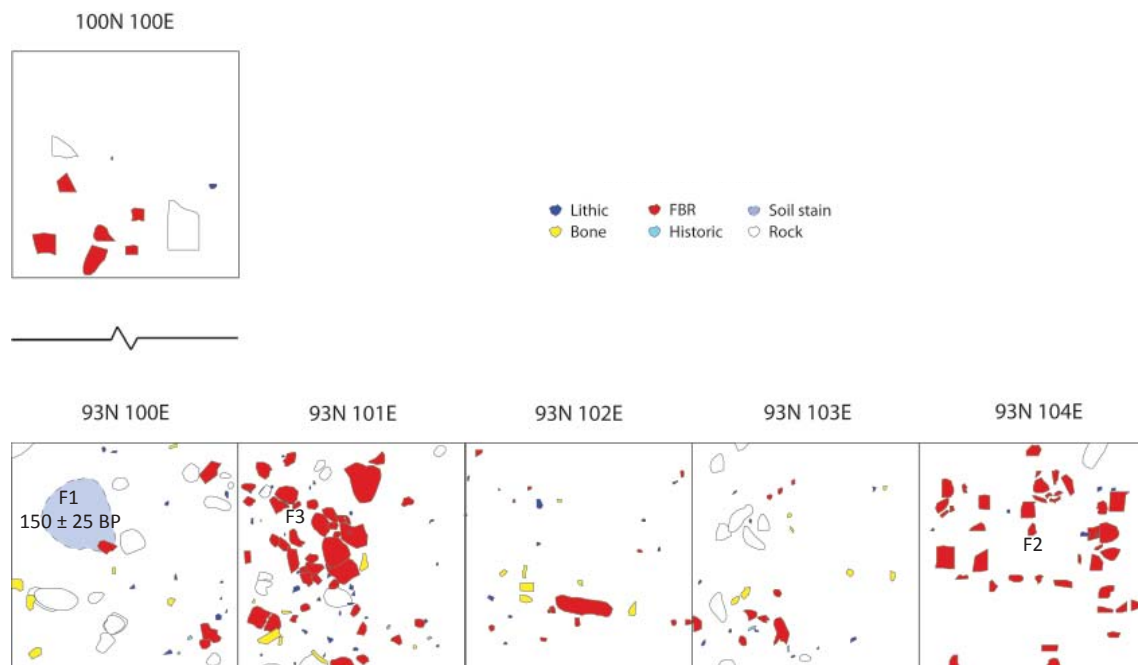 100N 100E
Lithic FBR Soil stain
Bone Historic Rock
93N 100E 93N 101E 93N 102E 93N 103E 93N 104E
F1
150 ± 25 BP
F3
F2